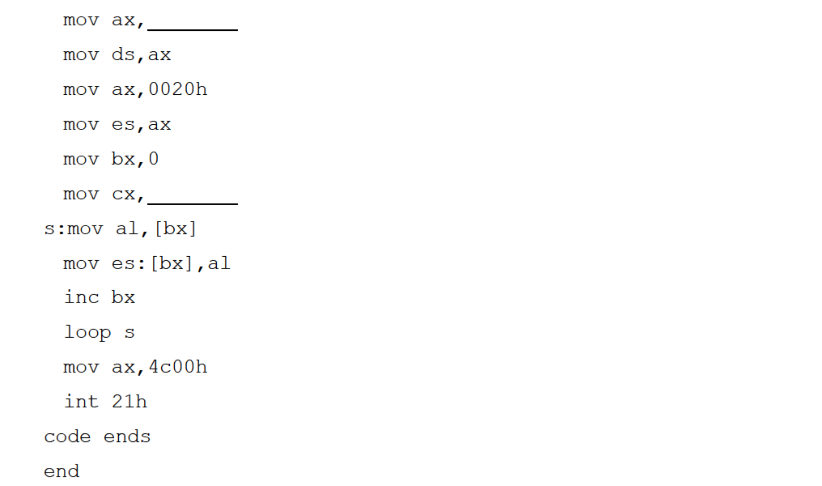 mov ax,________
mov ds,ax
mov ax,0020h
mov es,ax
mov bx,0
mov cx,________
s:mov al,[bx]
mov es:[bx],al
inc bx
loop s
mov ax,4c00h
int 21h
code ends
end